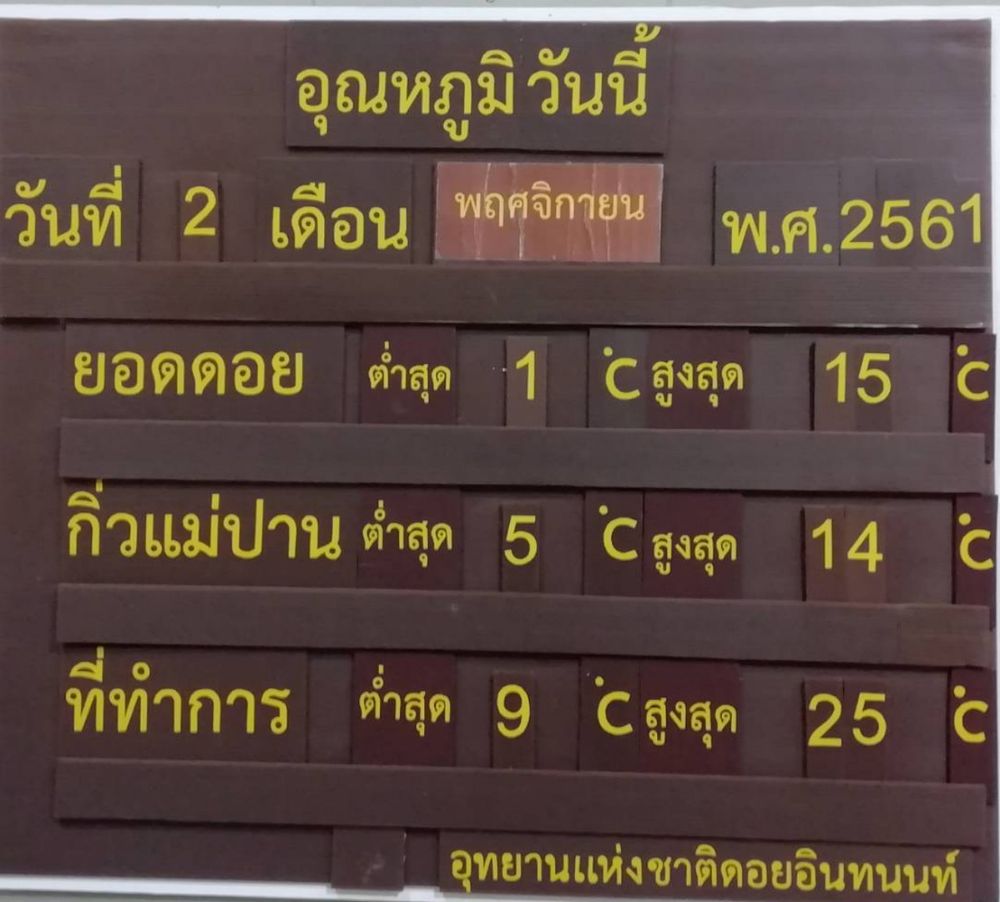 อุณหภูมิ วันนี้
วันที่ 2 เดือน พฤศจิกายน พ.ศ. 2561
ยอดดอย ต่ำสุด 1 °C สูงสุด 15 °C
กิ่วแม่ปาน ต่ำสุด 5 °C สูงสุด 14 °C
ที่ทำการ ต่ำสุด 9 °C สูงสุด 25 °C
อุทยานแห่งชาติดอยอินทนนท์